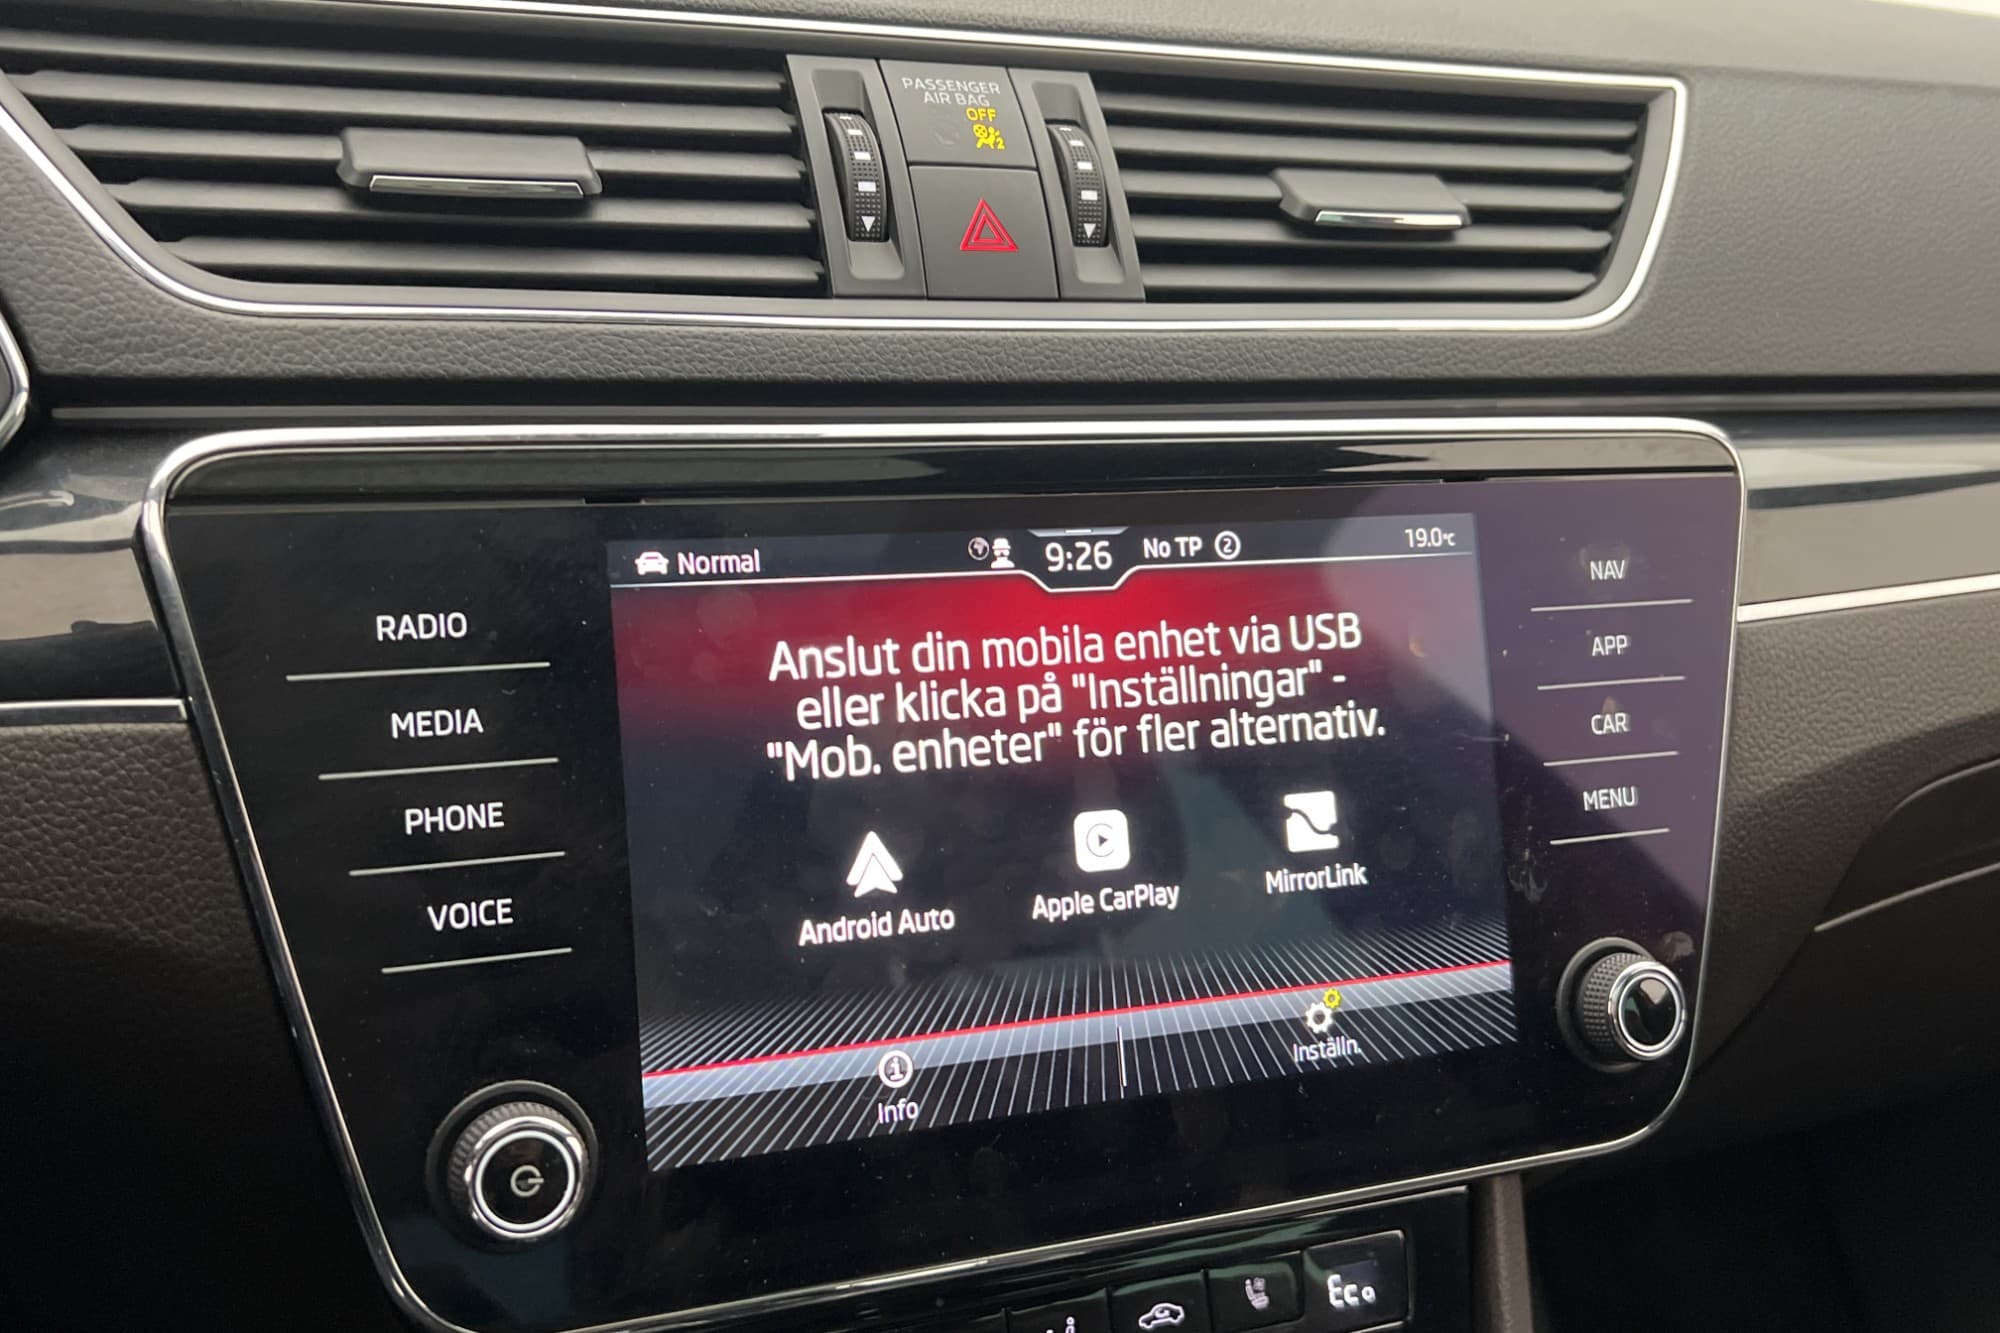 PASSENGER
AIR BAG
OFF
2
Normal
9:26
No TP 2
19.0°C
RADIO
MEDIA
PHONE
VOICE
Anslut din mobila enhet via USB
eller klicka på "Inställningar" -
"Mob. enheter" för fler alternativ.
Android Auto
Apple CarPlay
MirrorLink
Info
Inställn.
NAV
APP
CAR
MENU
Eco